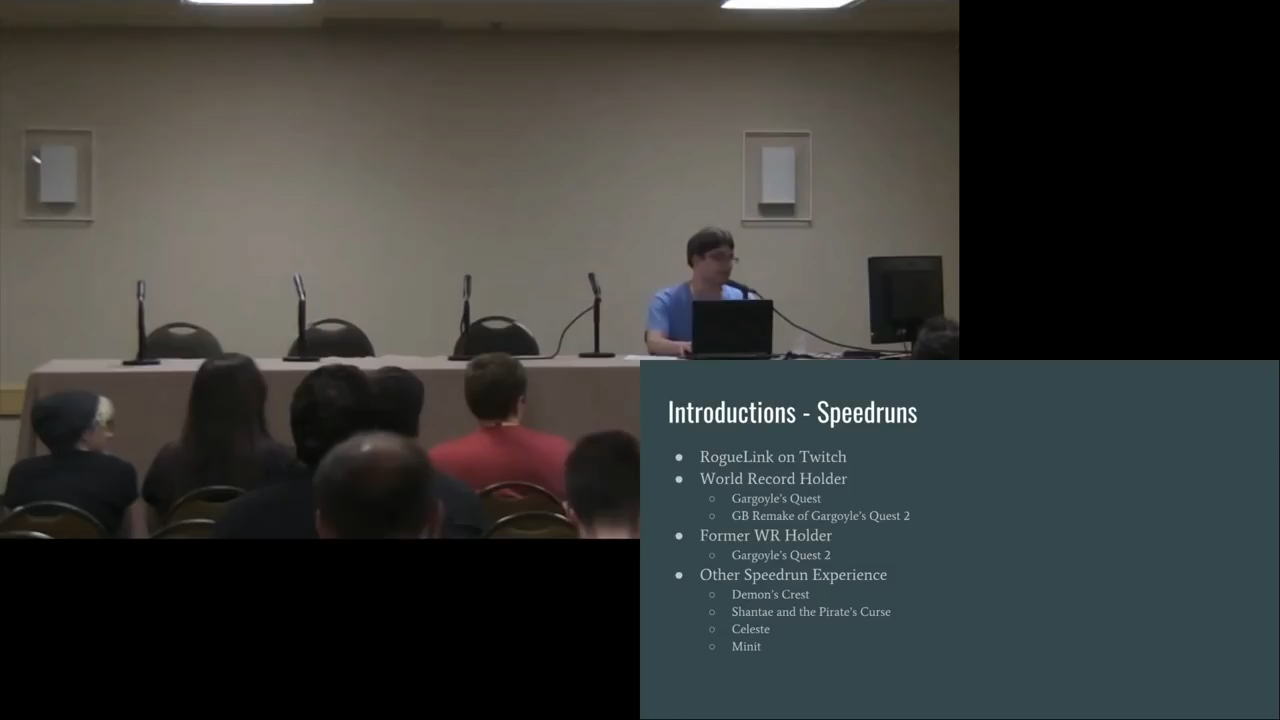 Introductions - Speedruns
● RogueLink on Twitch
● World Record Holder
○ Gargoyle's Quest
○ GB Remake of Gargoyle's Quest 2
● Former WR Holder
○ Gargoyle's Quest 2
● Other Speedrun Experience
○ Demon's Crest
○ Shantae and the Pirate's Curse
○ Celeste
○ Minit